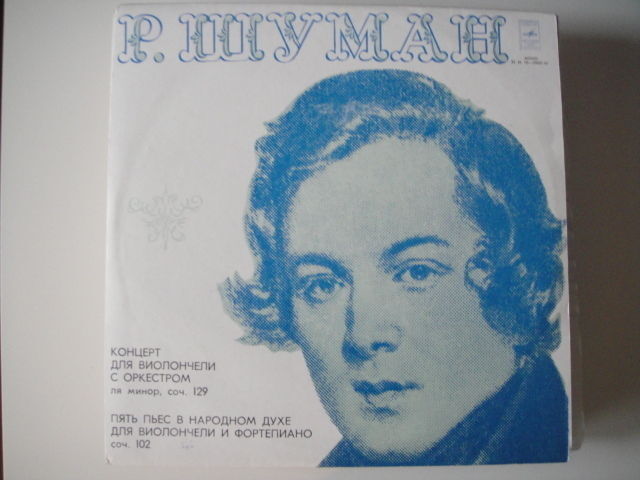 Р. ШУМАН
КОНЦЕРТ
ДЛЯ ВИОЛОНЧЕЛИ
С ОРКЕСТРОМ
ля минор, соч. 129
ПЯТЬ ПЬЕС В НАРОДНОМ ДУХЕ
ДЛЯ ВИОЛОНЧЕЛИ И ФОРТЕПИАНО
соч. 102